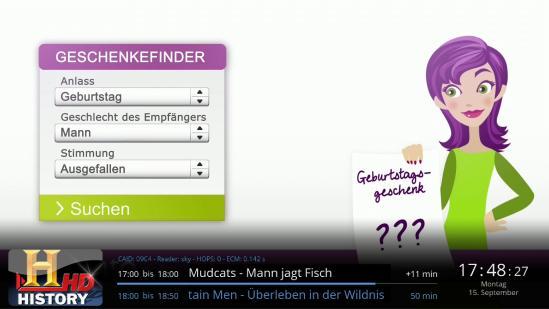 GESCHENKEFINDER
Anlass
Geburtstag
Geschlecht des Empfängers
Mann
Stimmung
Ausgefallen
> Suchen
Geburtstags-
geschenk
???
H HD
HISTORY
CAID: 09C4 - Reader: sky - HOPS: 0 - ECM: 0.142 s
17:00 bis 18:00 Mudcats - Mann jagt Fisch +11 min
18:00 bis 18:50 tain Men - Überleben in der Wildnis 50 min
17:48:27
Montag
15. September